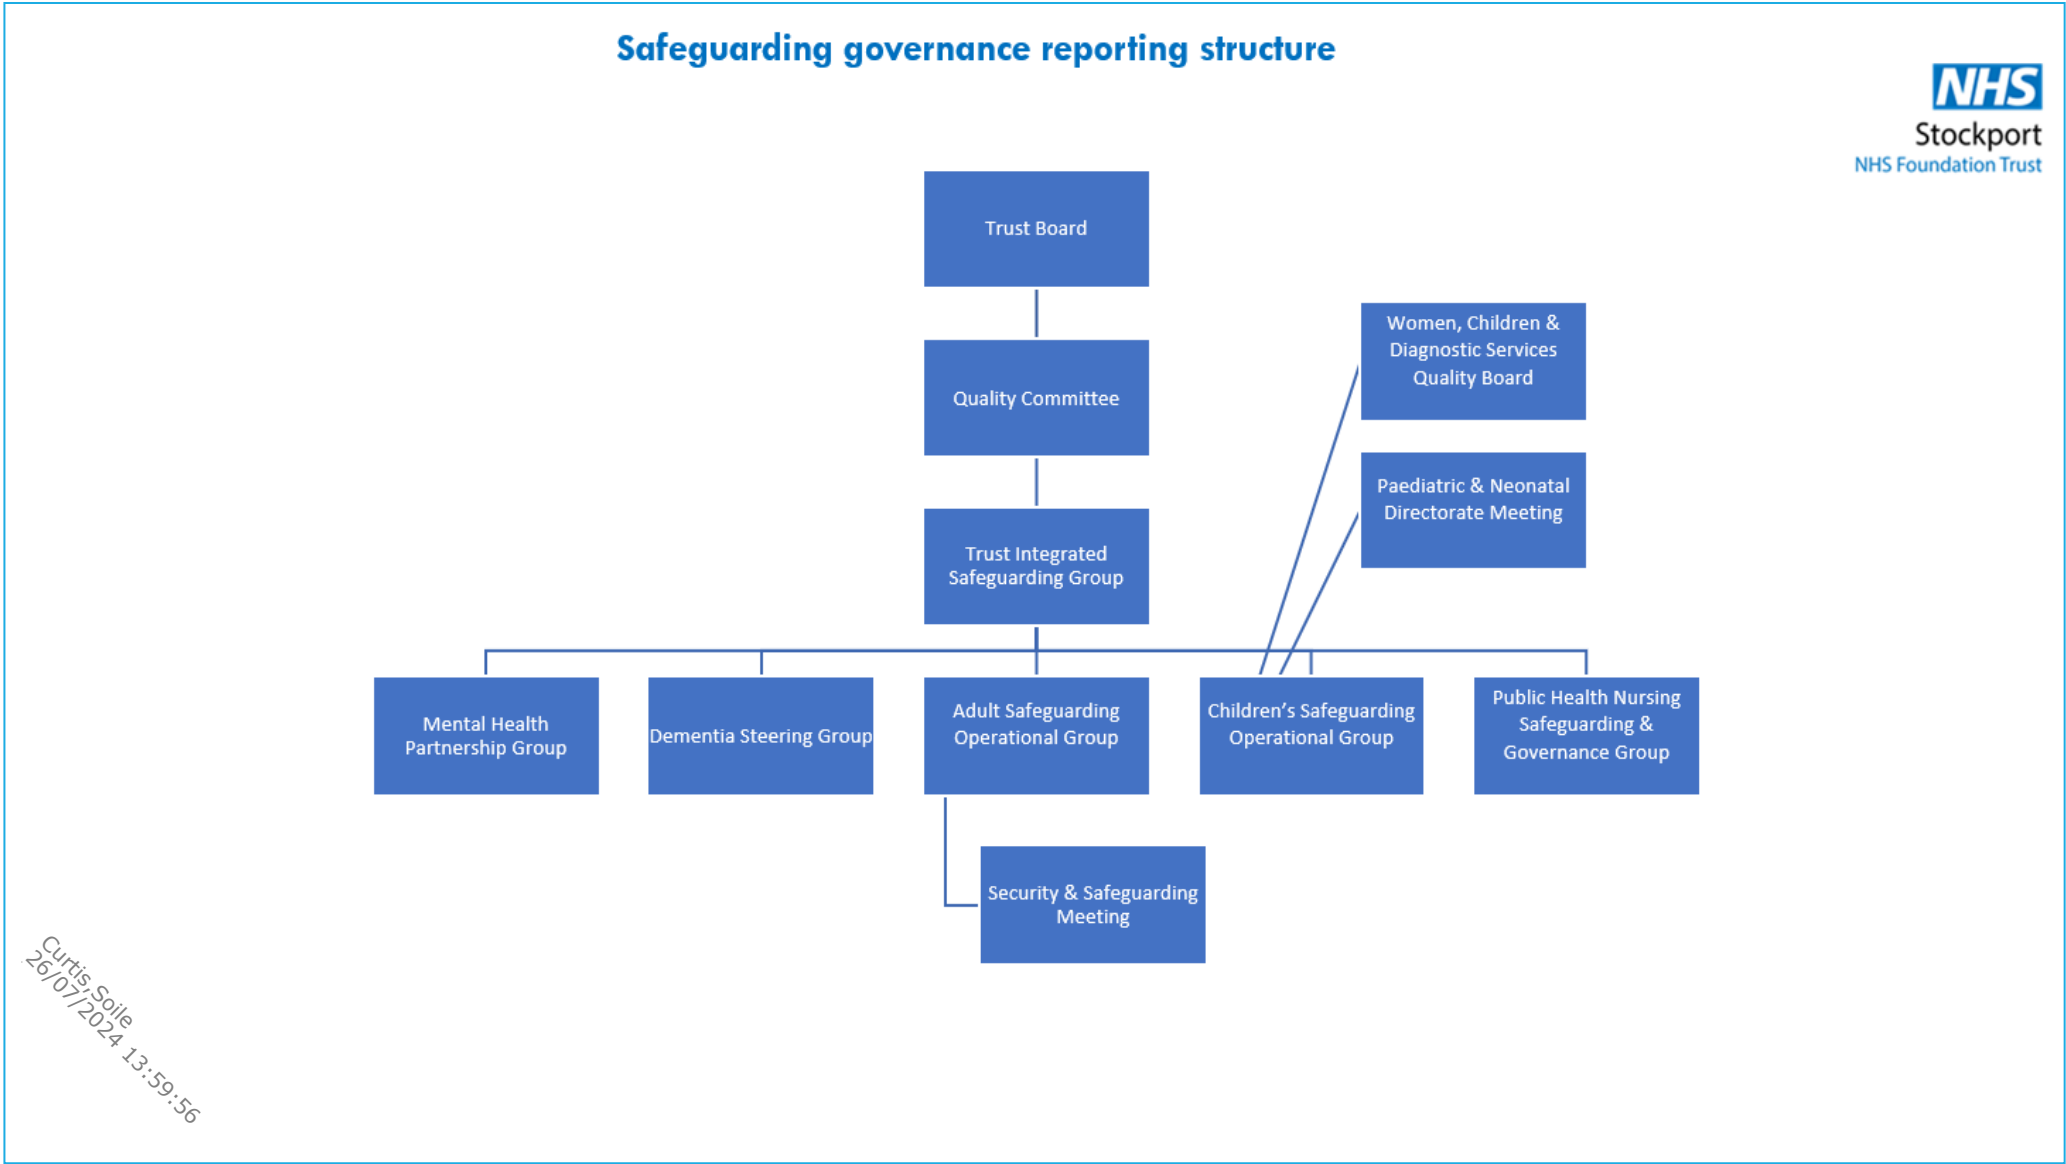 Safeguarding governance reporting structure
NHS
Stockport
NHS Foundation Trust
Trust Board
Women, Children &
Diagnostic Services
Quality Board
Quality Committee
Paediatric & Neonatal
Directorate Meeting
Trust Integrated
Safeguarding Group
Mental Health
Partnership Group
Dementia Steering Group
Adult Safeguarding
Operational Group
Children’s Safeguarding
Operational Group
Public Health Nursing
Safeguarding &
Governance Group
Security & Safeguarding
Meeting
Curtis,Soile
26/07/2024 13:59:56